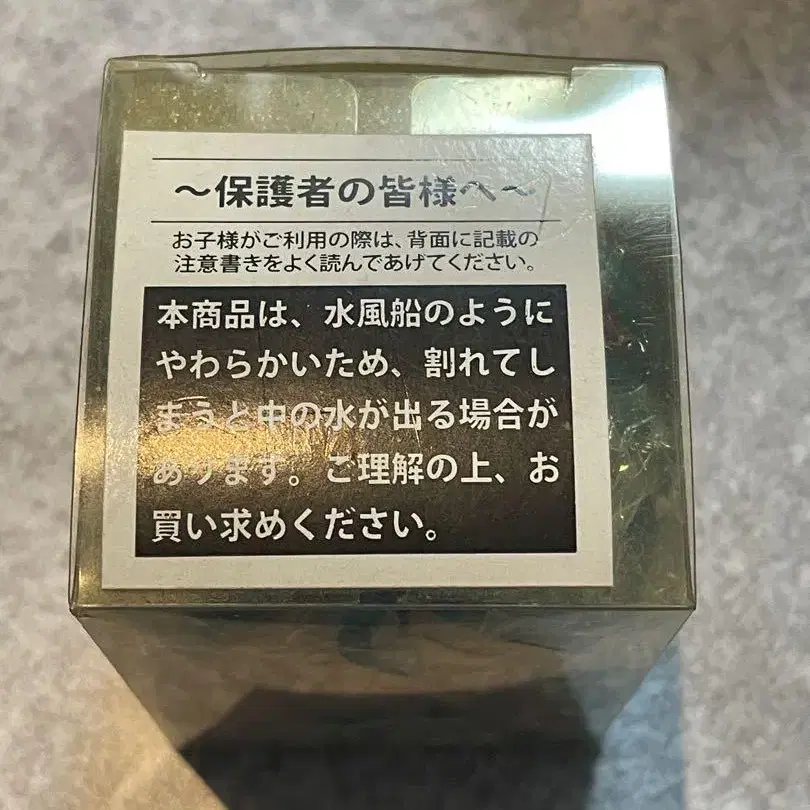 〜保護者の皆様へ〜
お子様がご利用の際は、背面に記載の
注意書きをよく読んであげてください。
本商品は、水風船のように
やわらかいため、割れてし
まうと中の水が出る場合が
あります。ご理解の上、お
買い求めください。